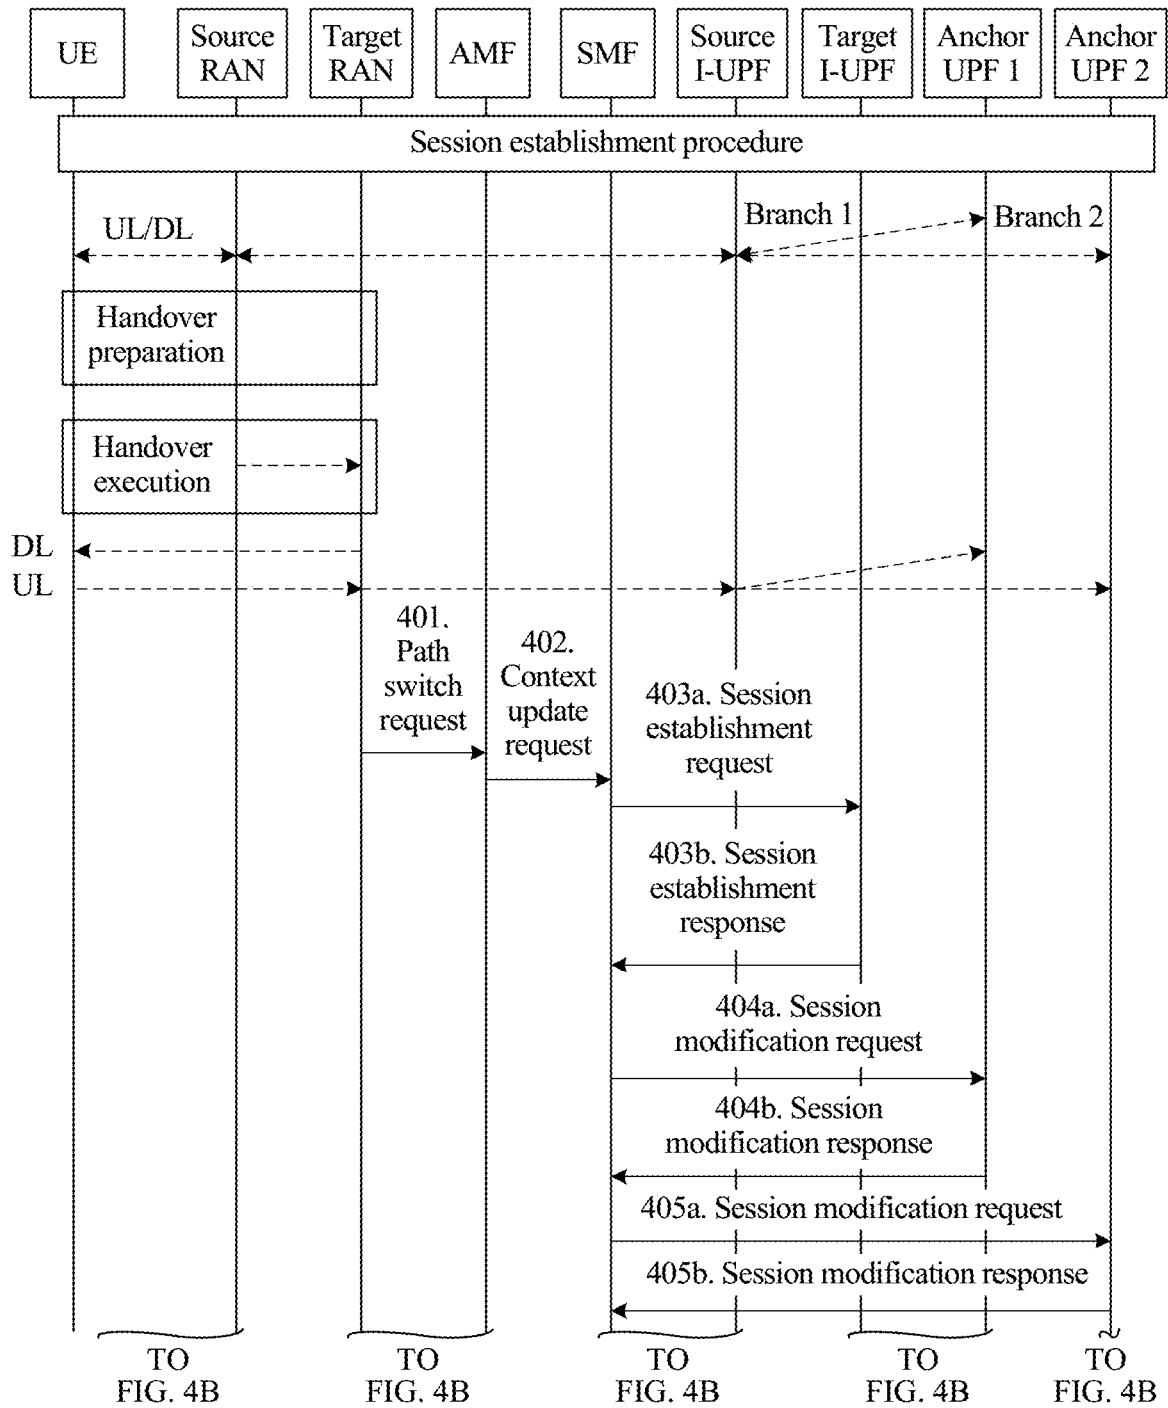 UE
Source
RAN
Target
RAN
AMF
SMF
Source
I-UPF
Target
I-UPF
Anchor
UPF 1
Anchor
UPF 2
Session establishment procedure
UL/DL
Branch 1
Branch 2
Handover
preparation
Handover
execution
DL
UL
401.
Path
switch
request
402.
Context
update
request
403a. Session
establishment
request
403b. Session
establishment
response
404a. Session
modification request
404b. Session
modification response
405a. Session modification request
405b. Session modification response
TO
FIG. 4B
TO
FIG. 4B
TO
FIG. 4B
TO
FIG. 4B
TO
FIG. 4B